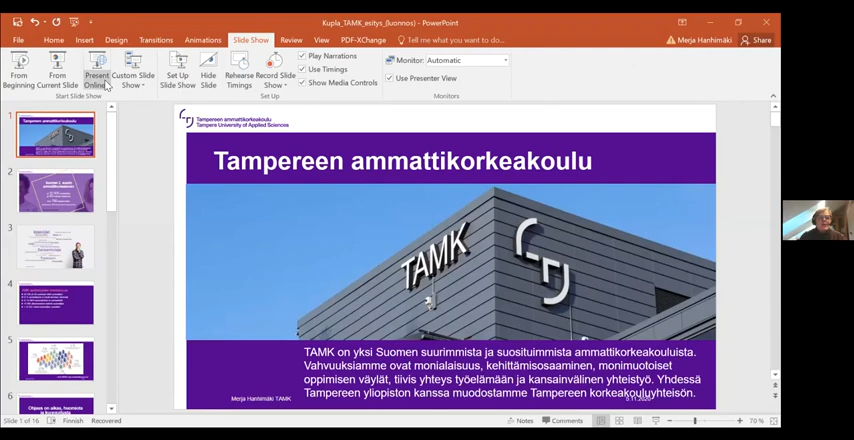 Kupla_TAMK_esitys_(luonnos) - PowerPoint
File Home Insert Design Transitions Animations Slide Show Review View PDF-XChange Tell me what you want to do... Merja Hanhimäki Share
From Beginning
From Current Slide
Present Online
Custom Slide Show
Set Up Slide Show
Hide Slide
Rehearse Timings
Record Slide Show
Play Narrations
Use Timings
Show Media Controls
Monitor: Automatic
Use Presenter View
Start Slide Show Set Up Monitors
1
2
3
4
5
6
Tampereen ammattikorkeakoulu
Tampere University of Applied Sciences
Tampereen ammattikorkeakoulu
TAMK
TAMK on yksi Suomen suurimmista ja suosituimmista ammattikorkeakouluista.
Vahvuuksiamme ovat monialaisuus, kehittämisosaaminen, monimuotoiset
oppimisen väylät, tiivis yhteys työelämään ja kansainvälinen yhteistyö. Yhdessä
Tampereen yliopiston kanssa muodostamme Tampereen korkeakouluyhteisön.
Merja Hanhimäki TAMK
Slide 1 of 16 Finnish Recovered Notes Comments 70 %